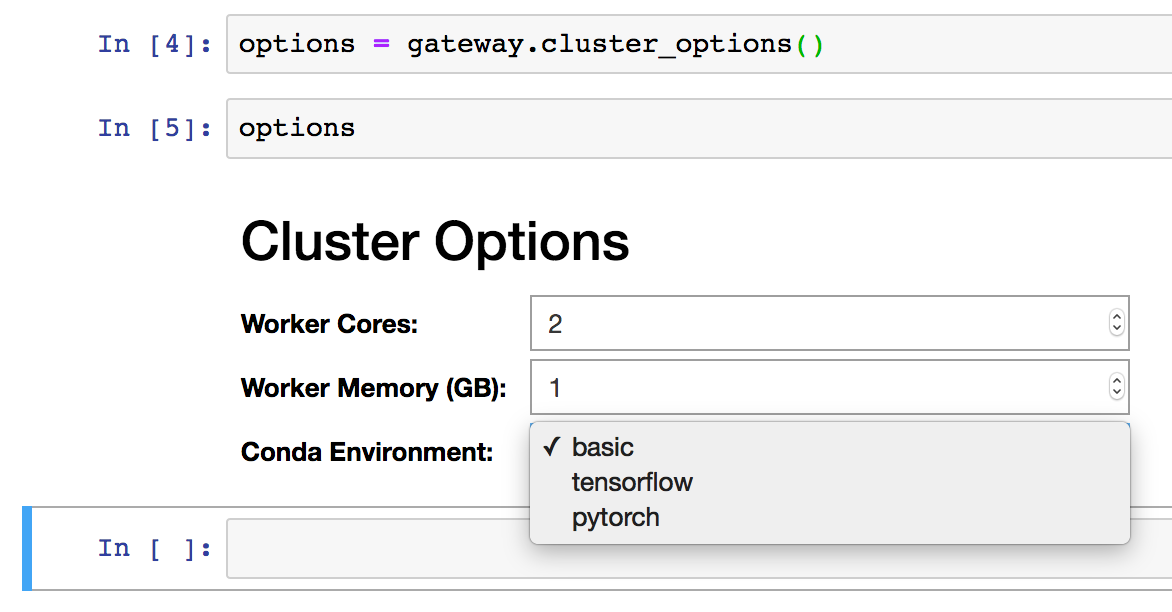 In [4]: options = gateway.cluster_options()
In [5]: options
Cluster Options
Worker Cores: 2
Worker Memory (GB): 1
Conda Environment: ✓ basic
tensorflow
pytorch
In [ ]: